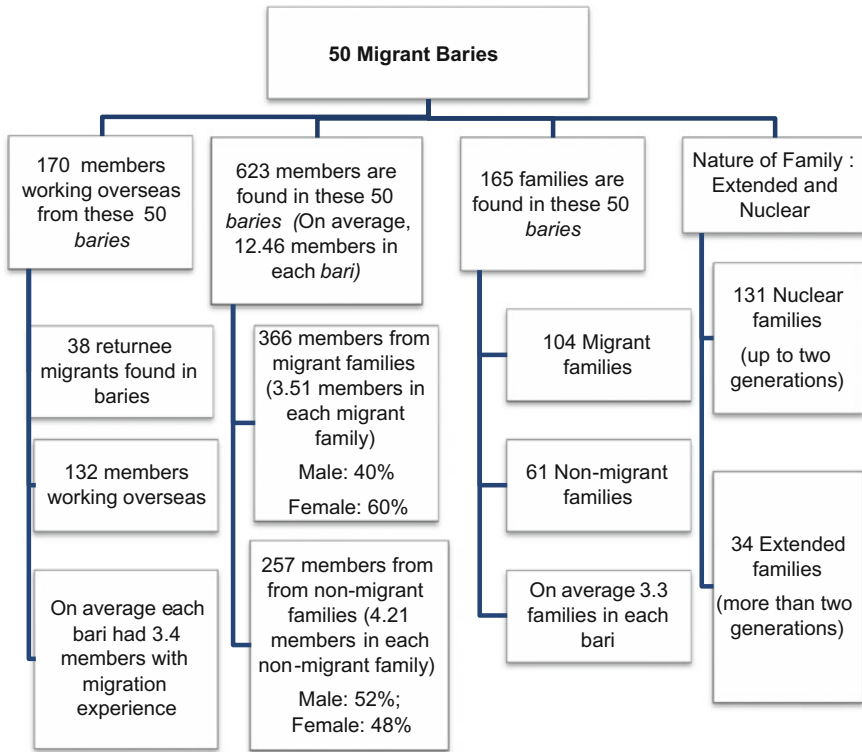 50 Migrant Baries
170 members
working overseas
from these 50
baries
38 returnee
migrants found in
baries
132 members
working overseas
On average each
bari had 3.4
members with
migration
experience
623 members are
found in these 50
baries (On average,
12.46 members in
each bari)
366 members from
migrant families
(3.51 members in
each migrant
family)
Male: 40%
Female: 60%
257 members from
from non-migrant
families (4.21
members in each
non-migrant family)
Male: 52%;
Female: 48%
165 families are
found in these 50
baries
104 Migrant
families
61 Non-migrant
families
On average 3.3
families in each
bari
Nature of Family :
Extended and
Nuclear
131 Nuclear
families
(up to two
generations)
34 Extended
families
(more than two
generations)